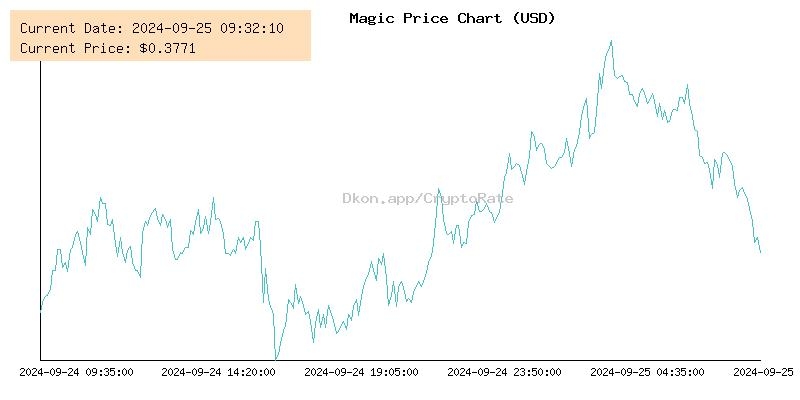 Magic Price Chart (USD)
Current Date: 2024-09-25 09:32:10
Current Price: $0.3771
Dkon.app/CryptoRate
2024-09-24 09:35:00 2024-09-24 14:20:00 2024-09-24 19:05:00 2024-09-24 23:50:00 2024-09-25 04:35:00 2024-09-25